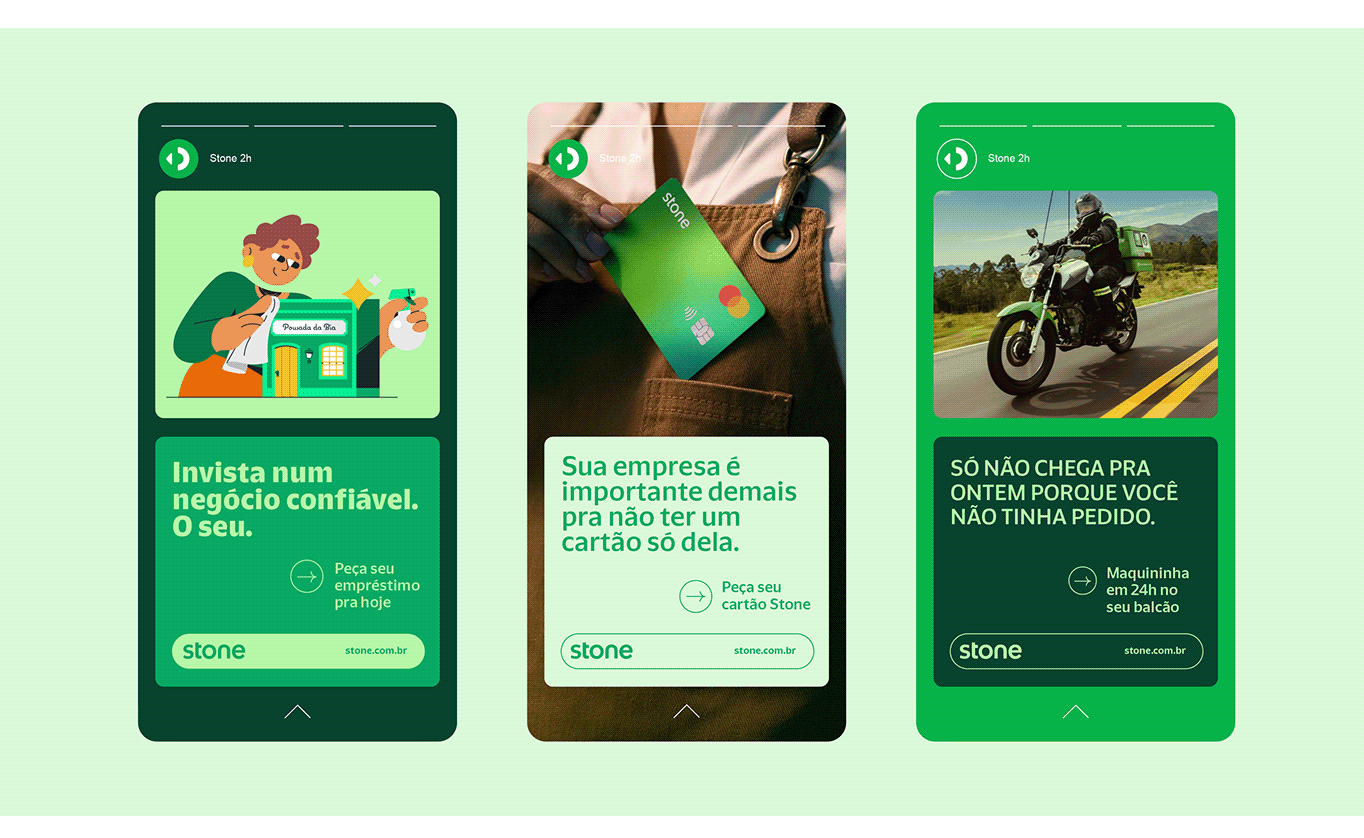 Stone 2h
Pousada da Bia
Invista num
negócio confiável.
O seu.
Peça seu
empréstimo
pra hoje
stone
stone.com.br
Stone 2h
stone
Sua empresa é
importante demais
pra não ter um
cartão só dela.
Peça seu
cartão Stone
stone
stone.com.br
Stone 2h
SÓ NÃO CHEGA PRA
ONTEM PORQUE VOCÊ
NÃO TINHA PEDIDO.
Maquininha
em 24h no
seu balcão
stone
stone.com.br